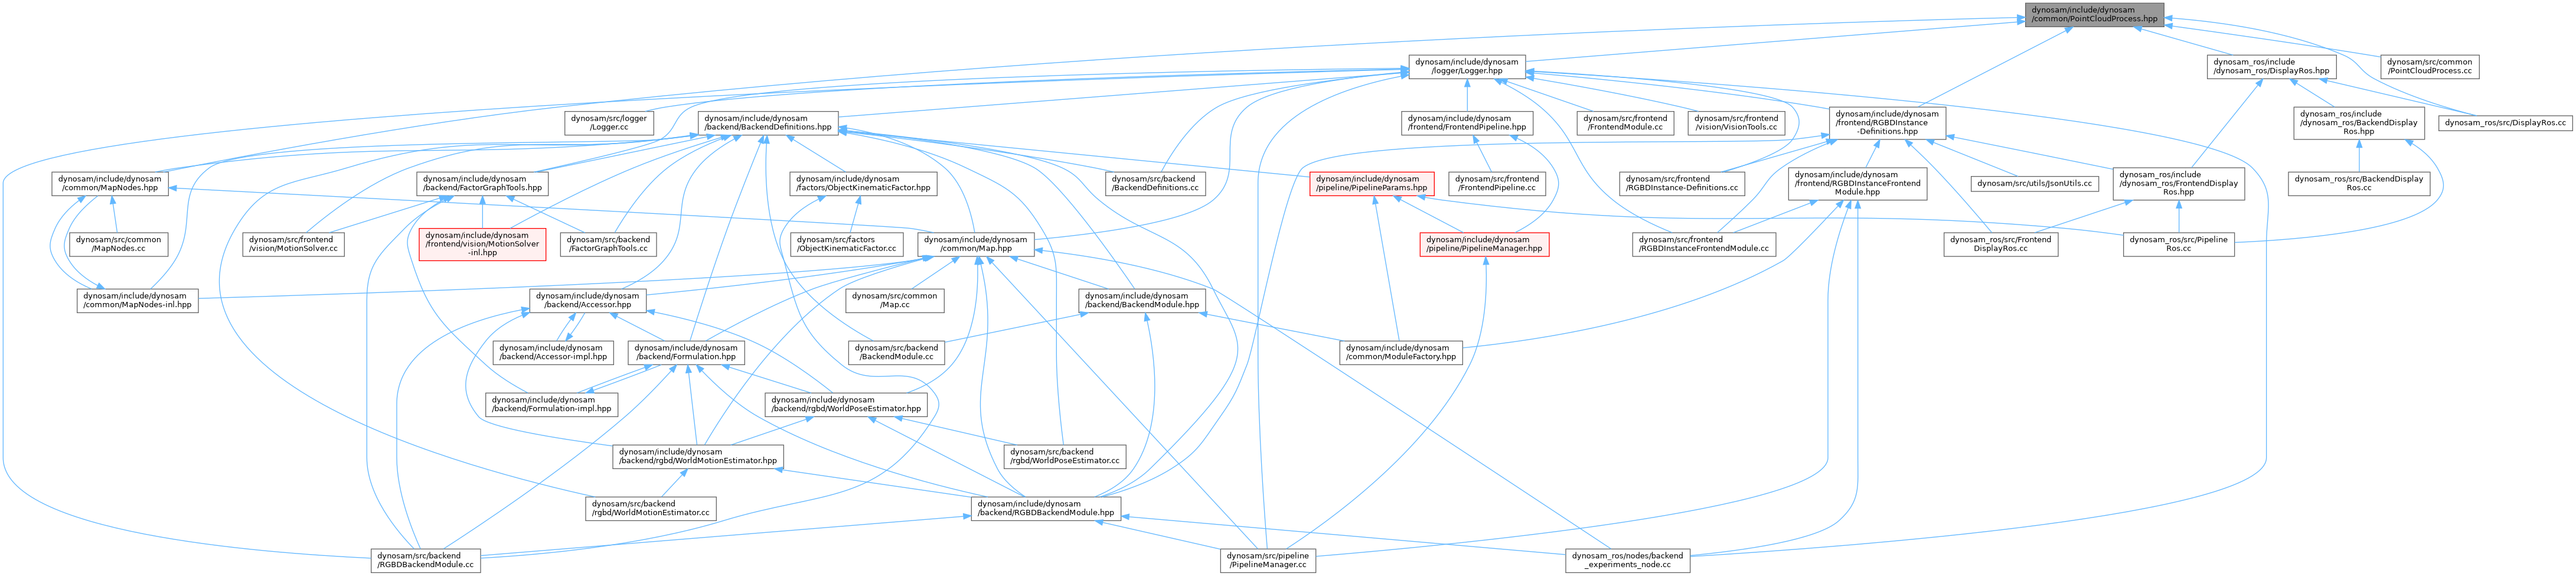 dynosam/include/dynosam
/common/PointCloudProcess.hpp
dynosam/include/dynosam
/logger/Logger.hpp
dynosam_ros/include
/dynosam_ros/DisplayRos.hpp
dynosam/src/common
/PointCloudProcess.cc
dynosam/src/logger
/Logger.cc
dynosam/include/dynosam
/backend/BackendDefinitions.hpp
dynosam/include/dynosam
/frontend/FrontendPipeline.hpp
dynosam/src/frontend
/FrontendModule.cc
dynosam/src/frontend
/vision/VisionTools.cc
dynosam/include/dynosam
/frontend/RGBDInstance
-Definitions.hpp
dynosam_ros/include
/dynosam_ros/BackendDisplay
Ros.hpp
dynosam_ros/src/DisplayRos.cc
dynosam/include/dynosam
/common/MapNodes.hpp
dynosam/include/dynosam
/backend/FactorGraphTools.hpp
dynosam/include/dynosam
/factors/ObjectKinematicFactor.hpp
dynosam/src/backend
/BackendDefinitions.cc
dynosam/include/dynosam
/pipeline/PipelineParams.hpp
dynosam/src/frontend
/FrontendPipeline.cc
dynosam/src/frontend
/RGBDInstance-Definitions.cc
dynosam/include/dynosam
/frontend/RGBDInstanceFrontend
Module.hpp
dynosam/src/utils/JsonUtils.cc
dynosam_ros/include
/dynosam_ros/FrontendDisplay
Ros.hpp
dynosam_ros/src/BackendDisplay
Ros.cc
dynosam/src/common
/MapNodes.cc
dynosam/src/frontend
/vision/MotionSolver.cc
dynosam/include/dynosam
/frontend/vision/MotionSolver
-inl.hpp
dynosam/src/backend
/FactorGraphTools.cc
dynosam/src/factors
/ObjectKinematicFactor.cc
dynosam/include/dynosam
/common/Map.hpp
dynosam/include/dynosam
/pipeline/PipelineManager.hpp
dynosam/src/frontend
/RGBDInstanceFrontendModule.cc
dynosam_ros/src/Frontend
DisplayRos.cc
dynosam_ros/src/Pipeline
Ros.cc
dynosam/include/dynosam
/common/MapNodes-inl.hpp
dynosam/include/dynosam
/backend/Accessor.hpp
dynosam/src/common
/Map.cc
dynosam/include/dynosam
/backend/BackendModule.hpp
dynosam/include/dynosam
/backend/Accessor-impl.hpp
dynosam/include/dynosam
/backend/Formulation.hpp
dynosam/src/backend
/BackendModule.cc
dynosam/include/dynosam
/common/ModuleFactory.hpp
dynosam/include/dynosam
/backend/Formulation-impl.hpp
dynosam/include/dynosam
/backend/rgbd/WorldPoseEstimator.hpp
dynosam/include/dynosam
/backend/rgbd/WorldMotionEstimator.hpp
dynosam/src/backend
/rgbd/WorldPoseEstimator.cc
dynosam/src/backend
/rgbd/WorldMotionEstimator.cc
dynosam/include/dynosam
/backend/RGBDBackendModule.hpp
dynosam/src/backend
/RGBDBackendModule.cc
dynosam/src/pipeline
/PipelineManager.cc
dynosam_ros/nodes/backend
_experiments_node.cc